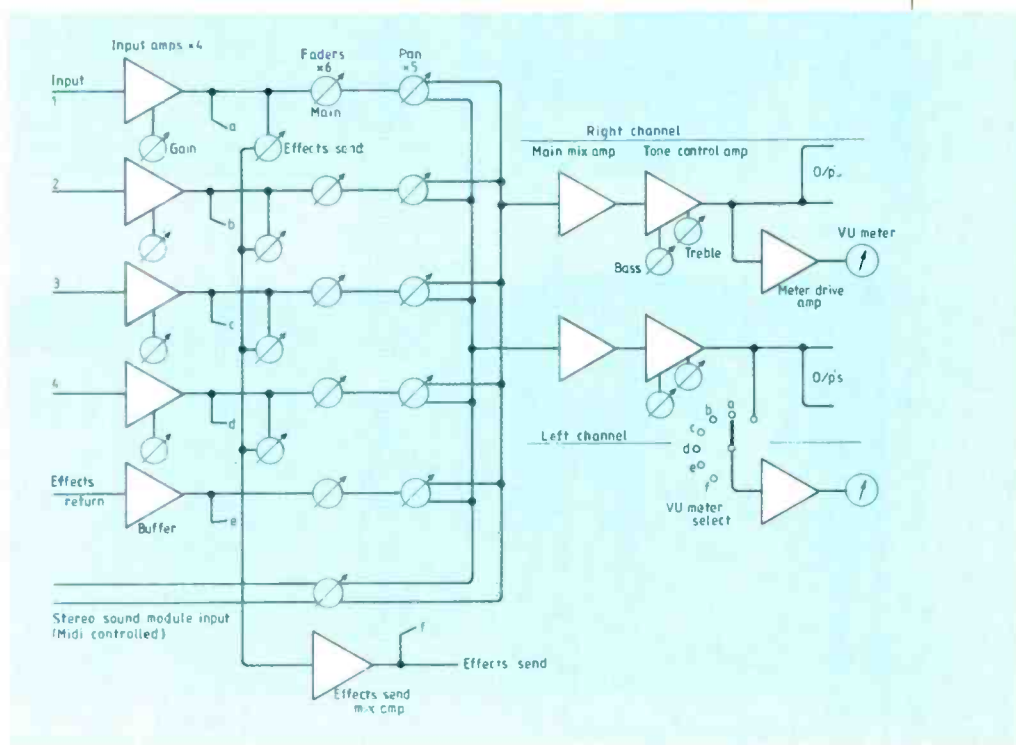 Input amps ×4
Faders
×6
Pan
×5
Input
1
a
Main
Gain
Effects send
Right channel
Main mix amp
Tone control amp
O/p's
2
b
Bass
Treble
VU meter
Meter drive
amp
3
c
4
d
Left channel
a
b
c
d
e
f
VU meter
select
O/p's
Effects
return
Buffer
e
Stereo sound module input
(Midi controlled)
f
Effects send
Effects send
mix amp